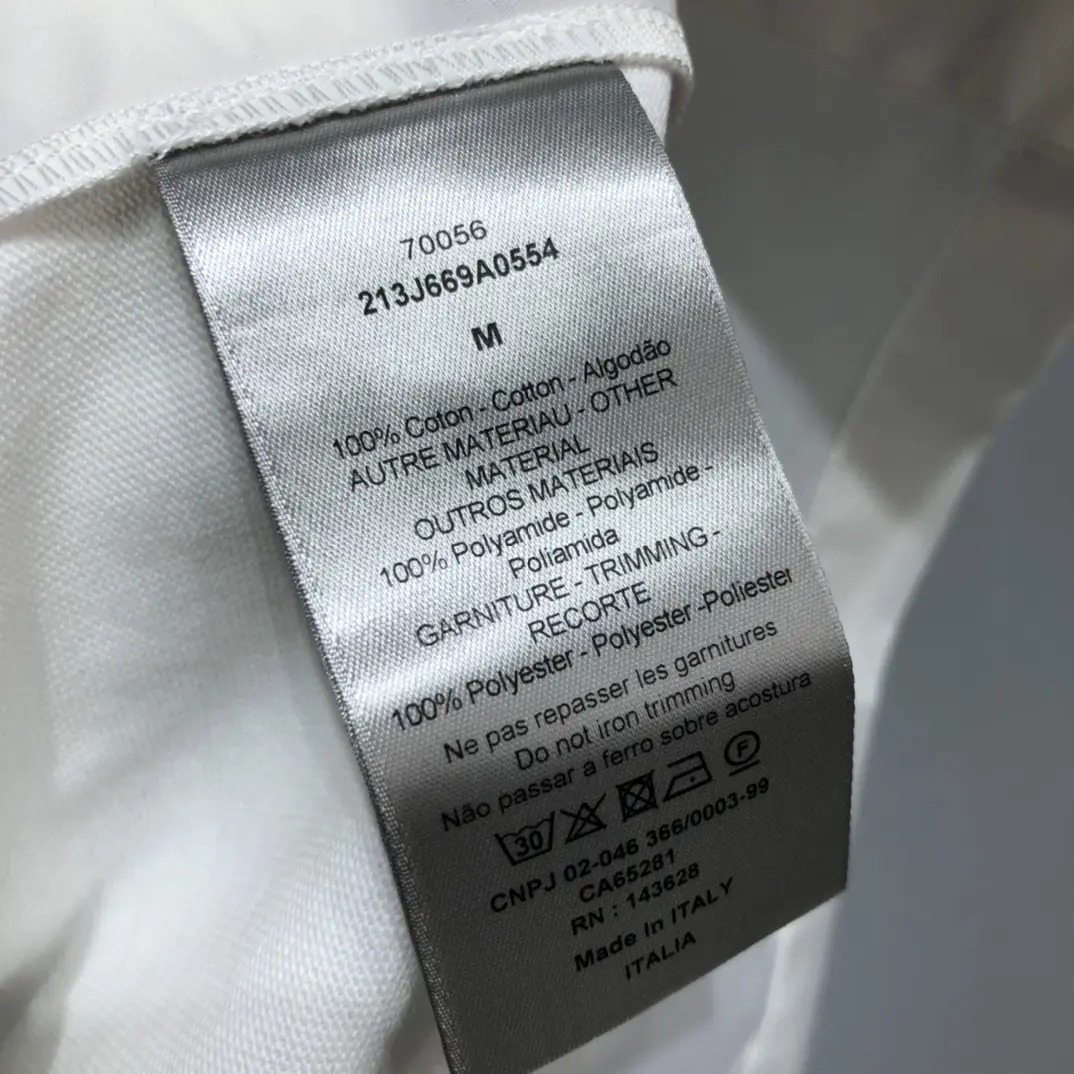 70056
213J669A0554
M
100% Coton - Cotton - Algodão
AUTRE MATERIAU - OTHER
MATERIAL
OUTROS MATERIAIS
100% Polyamide - Polyamide -
Poliamida
GARNITURE - TRIMMING -
RECORTE
100% Polyester - Polyester -Poliester
Ne pas repasser les garnitures
Do not iron trimming
Não passar a ferro sobre acostura
30 F
CNPJ 02-046 366/0003-99
CA65281
RN : 143628
Made In ITALY
ITALIA